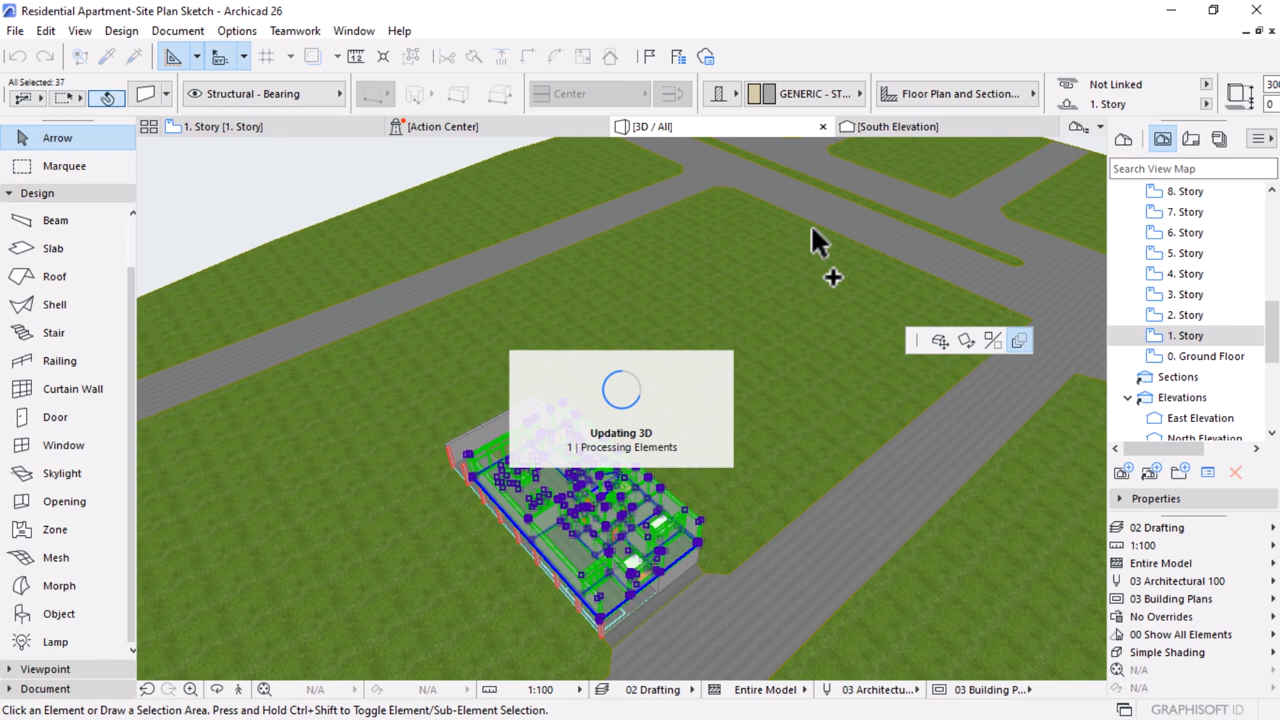 Residential Apartment-Site Plan Sketch - Archicad 26
File Edit View Design Document Options Teamwork Window Help
All Selected: 37
Structural - Bearing
Center
GENERIC - ST...
Floor Plan and Section...
Not Linked
1. Story
300
0
1. Story [1. Story]
[Action Center]
[3D / All]
[South Elevation]
Arrow
Marquee
Design
Beam
Slab
Roof
Shell
Stair
Railing
Curtain Wall
Door
Window
Skylight
Opening
Zone
Mesh
Morph
Object
Lamp
Viewpoint
Document
Updating 3D
1 | Processing Elements
Search View Map
8. Story
7. Story
6. Story
5. Story
4. Story
3. Story
2. Story
1. Story
0. Ground Floor
Sections
Elevations
East Elevation
North Elevation
Properties
02 Drafting
1:100
Entire Model
03 Architectural 100
03 Building Plans
No Overrides
00 Show All Elements
Simple Shading
N/A
N/A
N/A N/A 1:100 02 Drafting Entire Model 03 Architectu... 03 Building P...
Click an Element or Draw a Selection Area. Press and Hold Ctrl+Shift to Toggle Element/Sub-Element Selection.
GRAPHISOFT ID